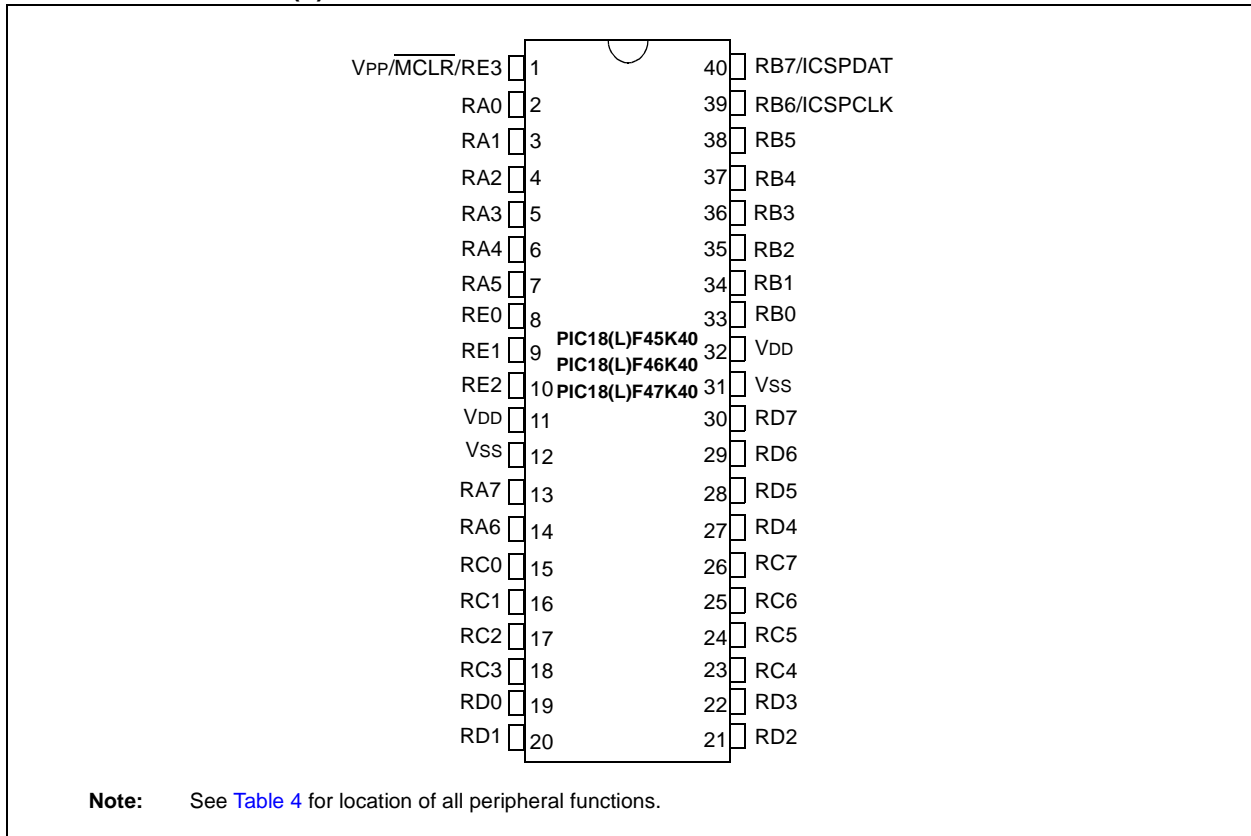 VPP/MCLR/RE3 1 40 RB7/ICSPDAT
RA0 2 39 RB6/ICSPCLK
RA1 3 38 RB5
RA2 4 37 RB4
RA3 5 36 RB3
RA4 6 35 RB2
RA5 7 34 RB1
RE0 8 33 RB0
PIC18(L)F45K40
RE1 9 32 VDD
PIC18(L)F46K40
RE2 10 PIC18(L)F47K40 31 VSS
VDD 11 30 RD7
VSS 12 29 RD6
RA7 13 28 RD5
RA6 14 27 RD4
RC0 15 26 RC7
RC1 16 25 RC6
RC2 17 24 RC5
RC3 18 23 RC4
RD0 19 22 RD3
RD1 20 21 RD2
Note: See Table 4 for location of all peripheral functions.